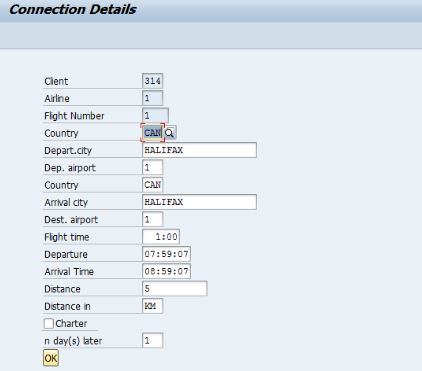 Connection Details
Client 314
Airline 1
Flight Number 1
Country CAN
Depart.city HALIFAX
Dep. airport 1
Country CAN
Arrival city HALIFAX
Dest. airport 1
Flight time 1:00
Departure 07:59:07
Arrival Time 08:59:07
Distance 5
Distance in KM
Charter
n day(s) later 1
OK